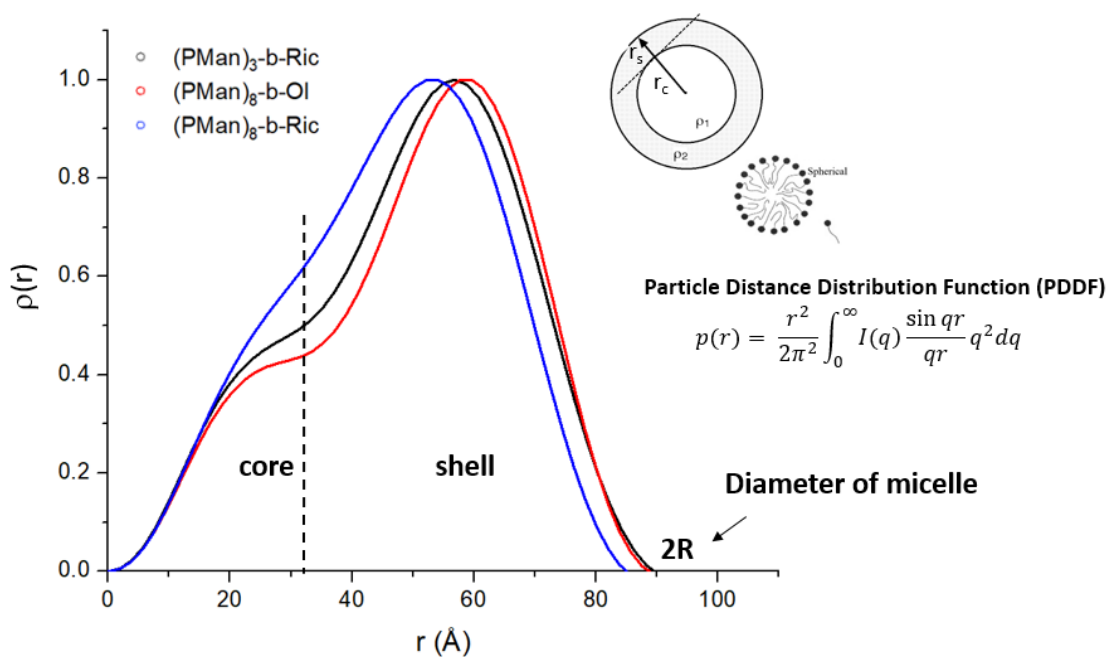 (PMan)₃-b-Ric
(PMan)₈-b-Ol
(PMan)₈-b-Ric
1.0
0.8
0.6
0.4
0.2
0.0
ρ(r)
0
20
40
60
80
100
r (Å)
core
shell
2R
Diameter of micelle
rₛ
r꜀
ρ₁
ρ₂
Spherical
Particle Distance Distribution Function (PDDF)
p(r) = r²/2π² ∫₀^∞ I(q) sin qr/qr q²dq